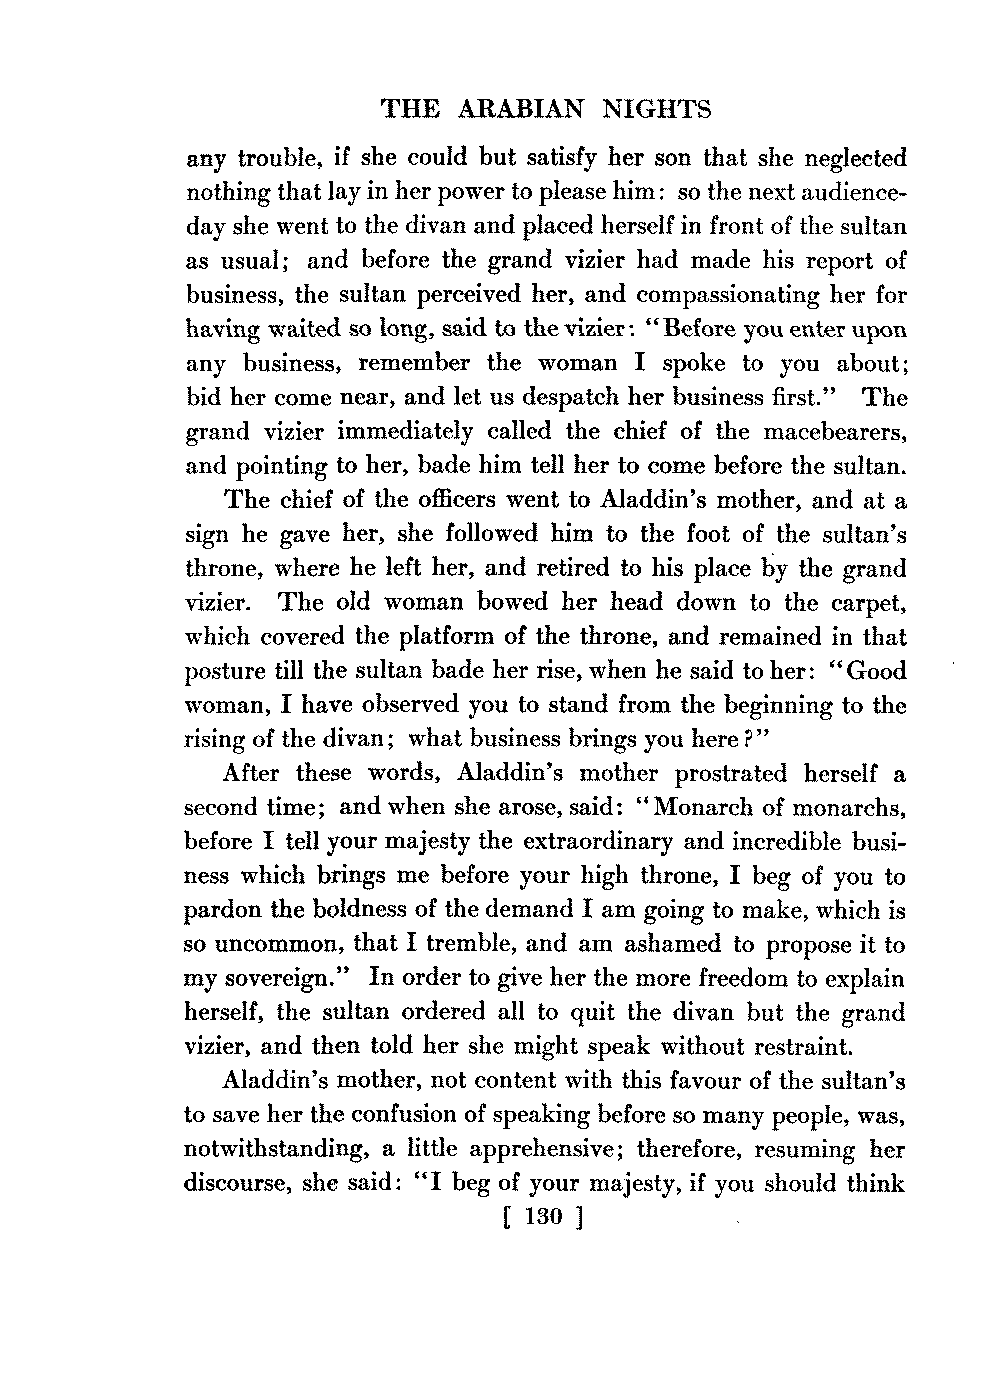 THE ARABIAN NIGHTS
any trouble, if she could but satisfy her son that she neglected
nothing that lay in her power to please him: so the next audience-
day she went to the divan and placed herself in front of the sultan
as usual; and before the grand vizier had made his report of
business, the sultan perceived her, and compassionating her for
having waited so long, said to the vizier: “Before you enter upon
any business, remember the woman I spoke to you about;
bid her come near, and let us despatch her business first.” The
grand vizier immediately called the chief of the macebearers,
and pointing to her, bade him tell her to come before the sultan.
The chief of the officers went to Aladdin’s mother, and at a
sign he gave her, she followed him to the foot of the sultan’s
throne, where he left her, and retired to his place by the grand
vizier. The old woman bowed her head down to the carpet,
which covered the platform of the throne, and remained in that
posture till the sultan bade her rise, when he said to her: “Good
woman, I have observed you to stand from the beginning to the
rising of the divan; what business brings you here?”
After these words, Aladdin’s mother prostrated herself a
second time; and when she arose, said: “Monarch of monarchs,
before I tell your majesty the extraordinary and incredible busi-
ness which brings me before your high throne, I beg of you to
pardon the boldness of the demand I am going to make, which is
so uncommon, that I tremble, and am ashamed to propose it to
my sovereign.” In order to give her the more freedom to explain
herself, the sultan ordered all to quit the divan but the grand
vizier, and then told her she might speak without restraint.
Aladdin’s mother, not content with this favour of the sultan’s
to save her the confusion of speaking before so many people, was,
notwithstanding, a little apprehensive; therefore, resuming her
discourse, she said: “I beg of your majesty, if you should think
[ 130 ]